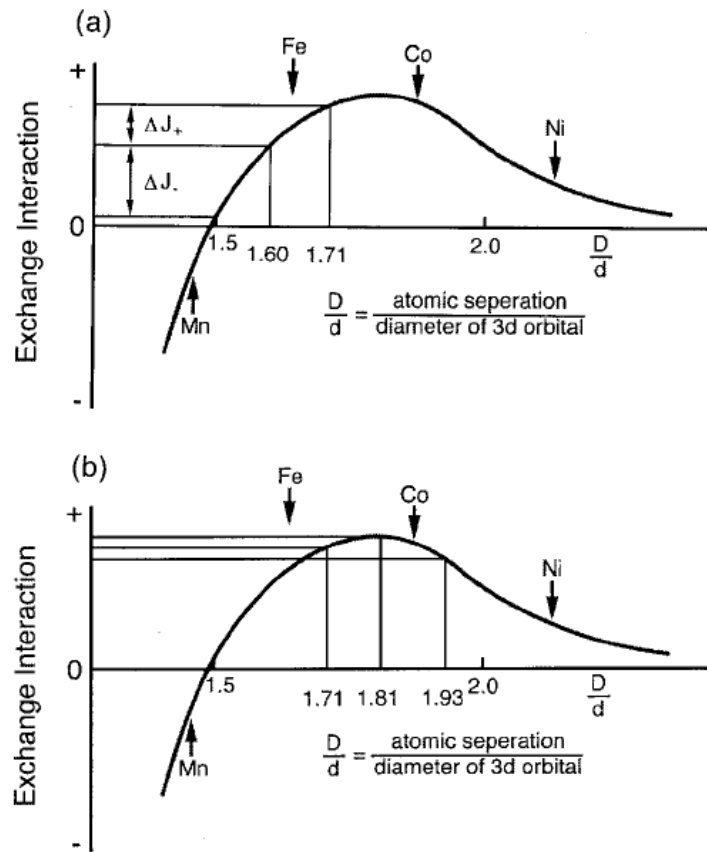 (a)
Fe
Co
+
ΔJ+
Ni
ΔJ-
0
1.5
1.60
1.71
2.0
D/d
Mn
D/d = atomic seperation / diameter of 3d orbital
-
Exchange Interaction
(b)
Fe
Co
+
Ni
0
1.5
1.71
1.81
1.93
2.0
D/d
Mn
D/d = atomic seperation / diameter of 3d orbital
-
Exchange Interaction